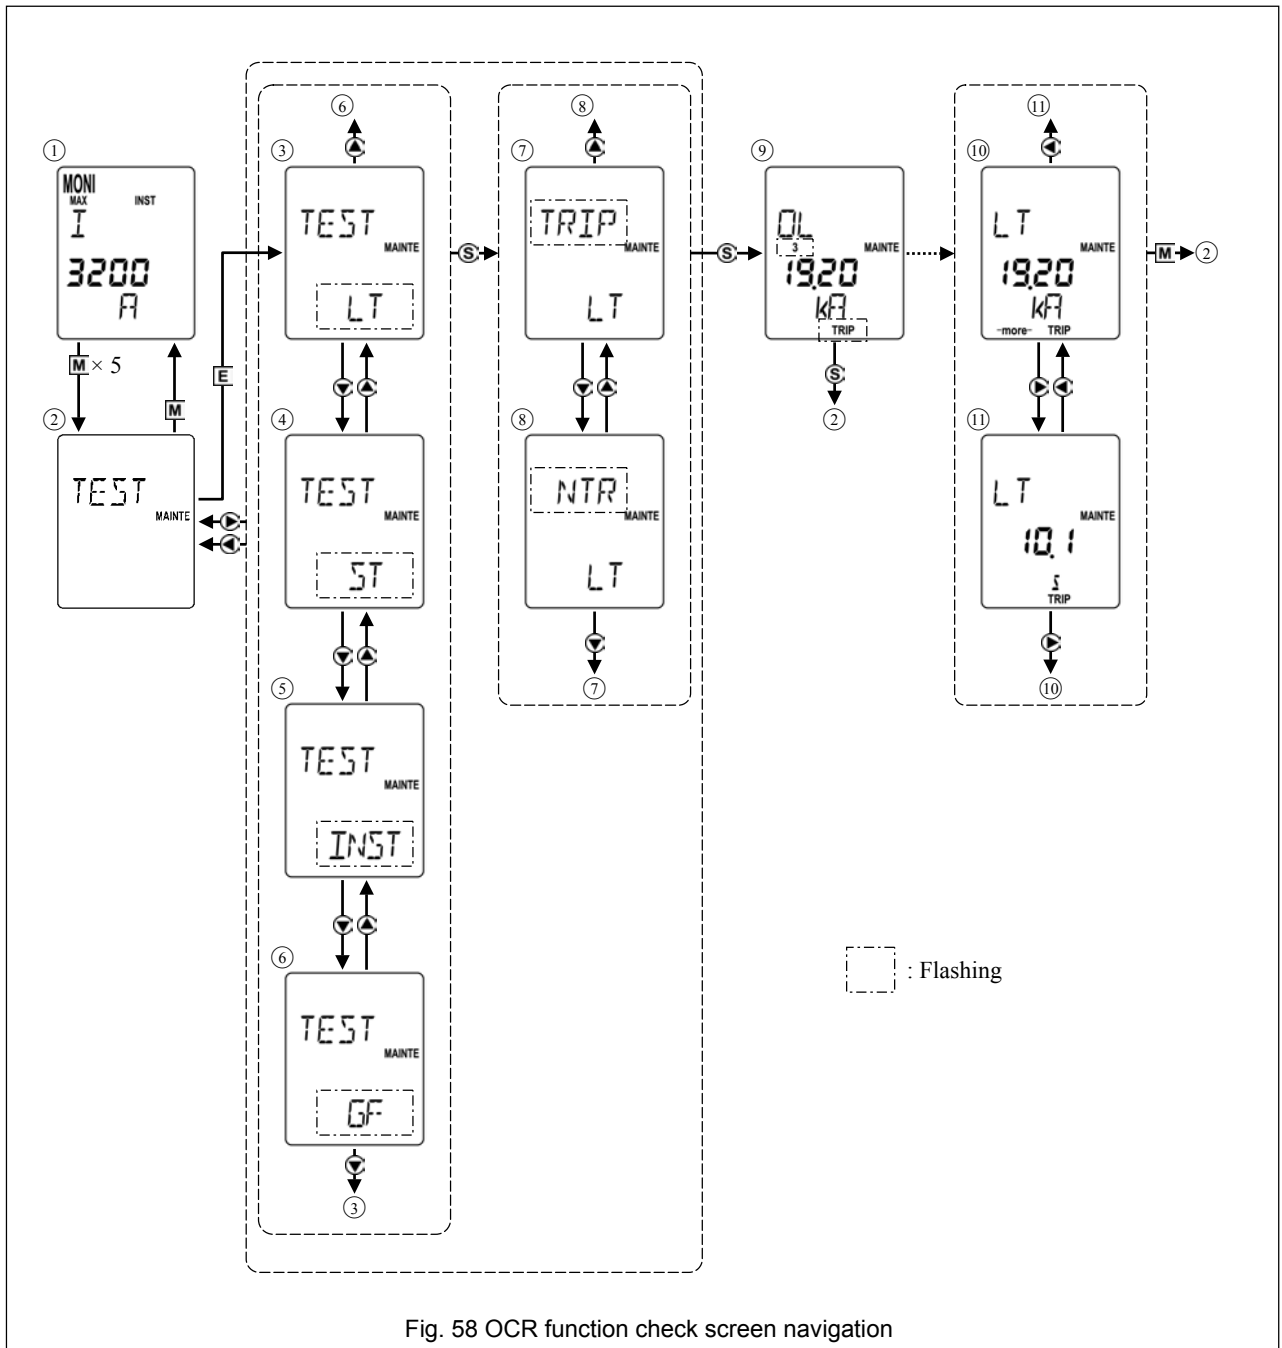 ①
MONI
MAX INST
I
3200
A
M × 5
M
②
TEST
MAINTE
E
⑥
③
TEST
MAINTE
LT
④
TEST
MAINTE
ST
⑤
TEST
MAINTE
INST
⑥
TEST
MAINTE
GF
③
S
⑧
⑦
TRIP
MAINTE
LT
⑧
NTR
MAINTE
LT
⑦
S
⑨
OL
3 MAINTE
19.20
kA
TRIP
S
②
⑪
⑩
LT
MAINTE
19.20
kA
-more- TRIP
M ②
⑪
LT
MAINTE
10.1
s
TRIP
⑩
: Flashing
Fig. 58 OCR function check screen navigation